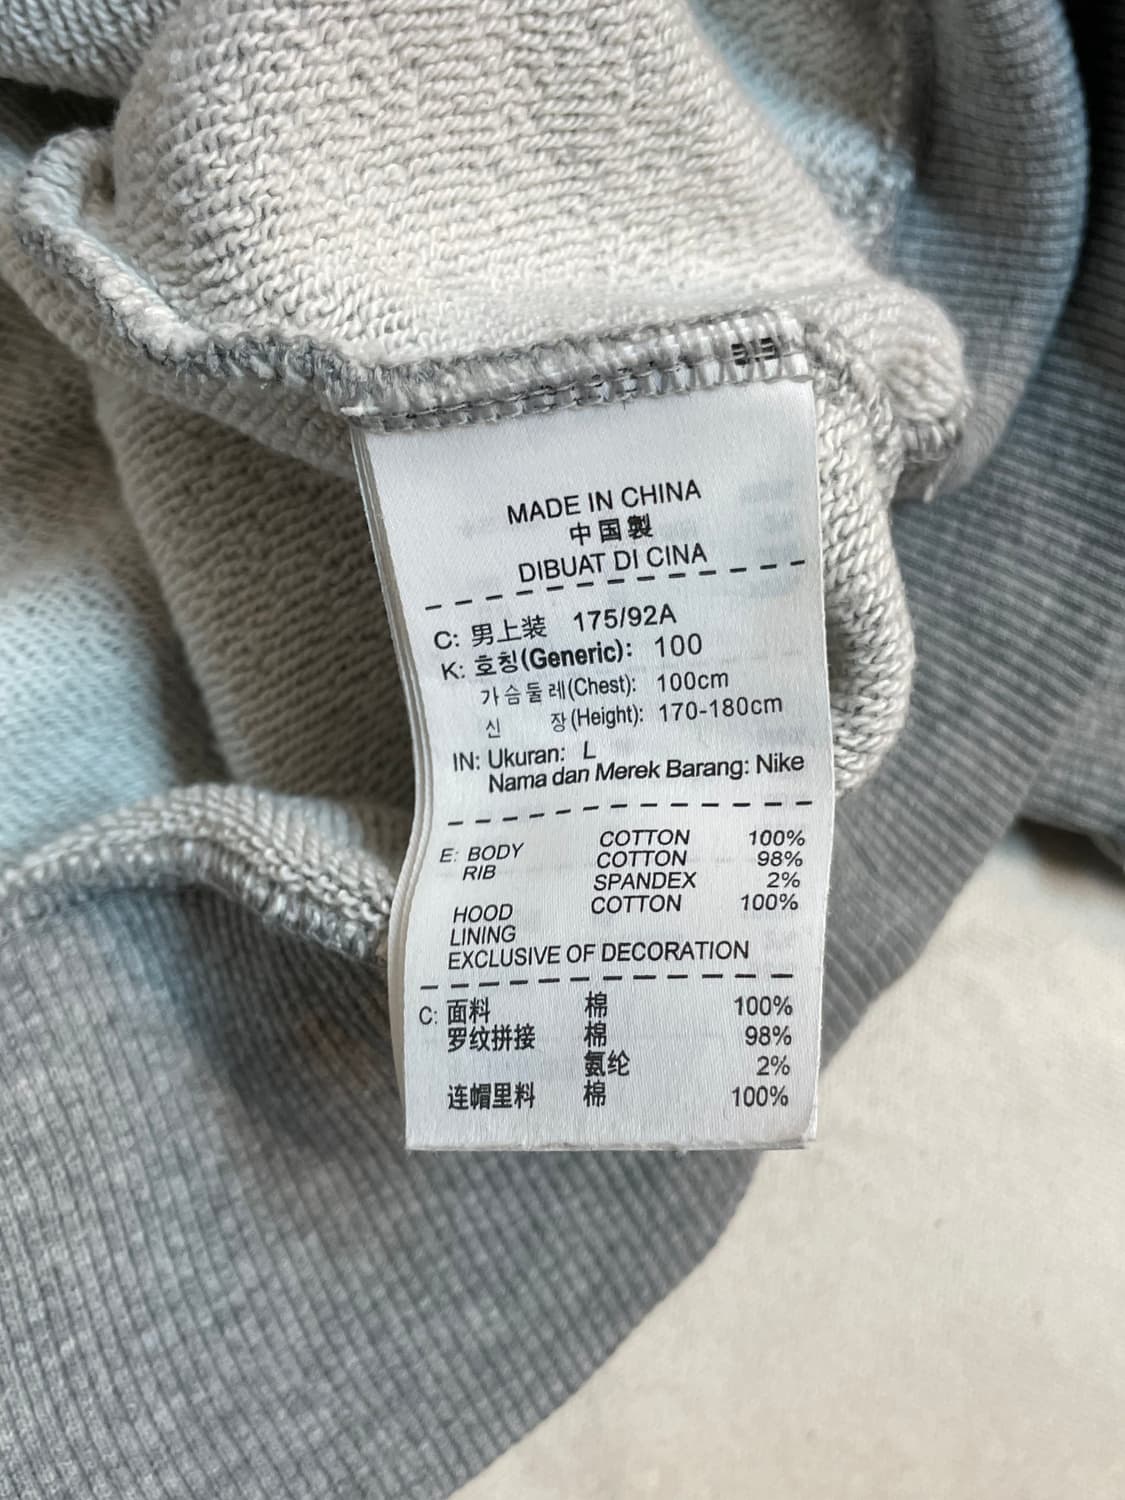 MADE IN CHINA
中国製
DIBUAT DI CINA
C: 男上装 175/92A
K: 호칭(Generic): 100
가슴둘레(Chest): 100cm
신 장(Height): 170-180cm
IN: Ukuran: L
Nama dan Merek Barang: Nike
E: BODY COTTON 100%
RIB COTTON 98%
SPANDEX 2%
HOOD COTTON 100%
LINING
EXCLUSIVE OF DECORATION
C: 面料 棉 100%
罗纹拼接 棉 98%
氨纶 2%
连帽里料 棉 100%